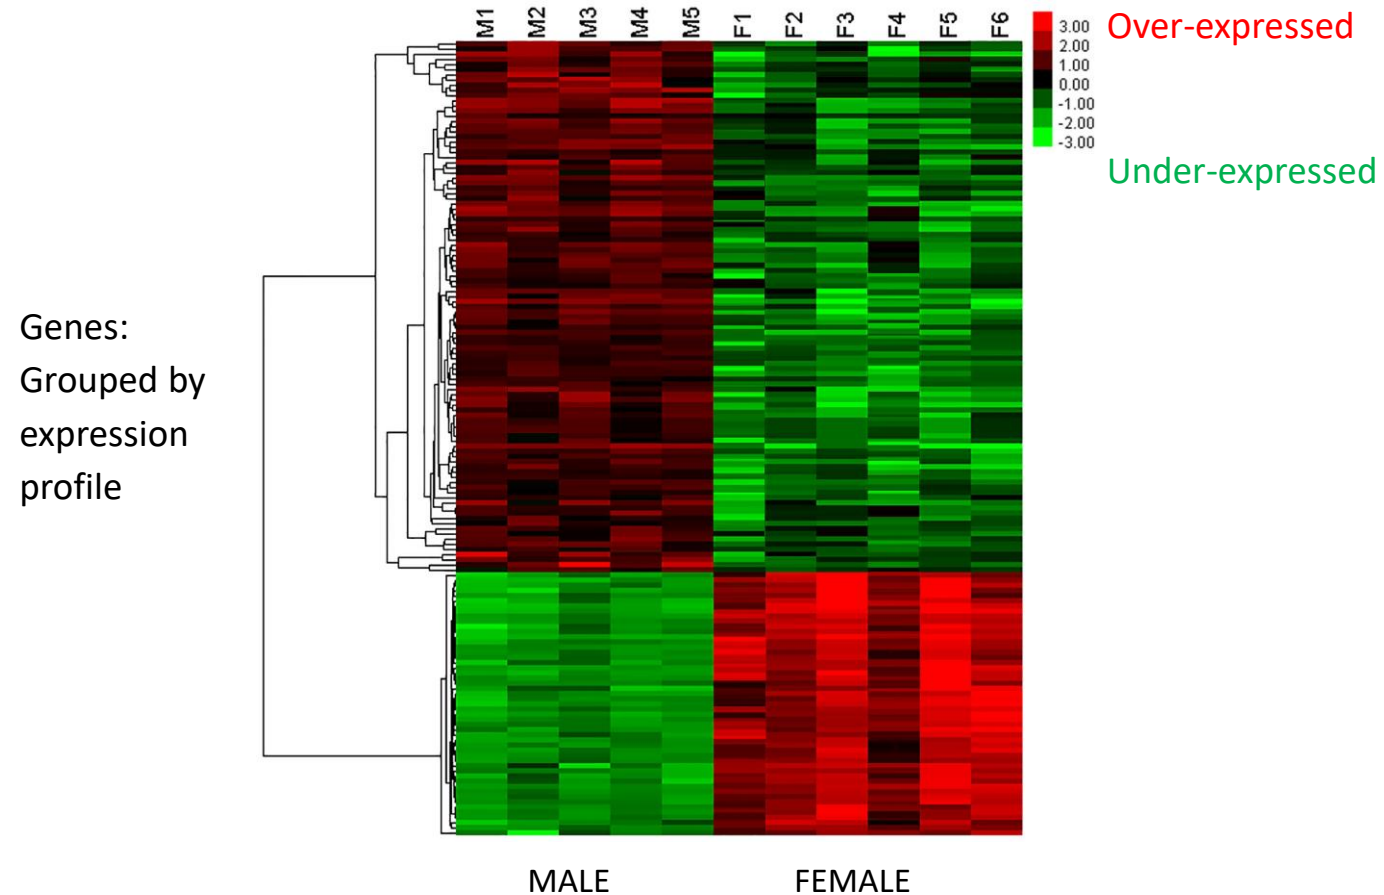 M1 M2 M3 M4 M5 F1 F2 F3 F4 F5 F6
3.00
2.00
1.00
0.00
-1.00
-2.00
-3.00
Over-expressed
Under-expressed
Genes:
Grouped by
expression
profile
MALE FEMALE